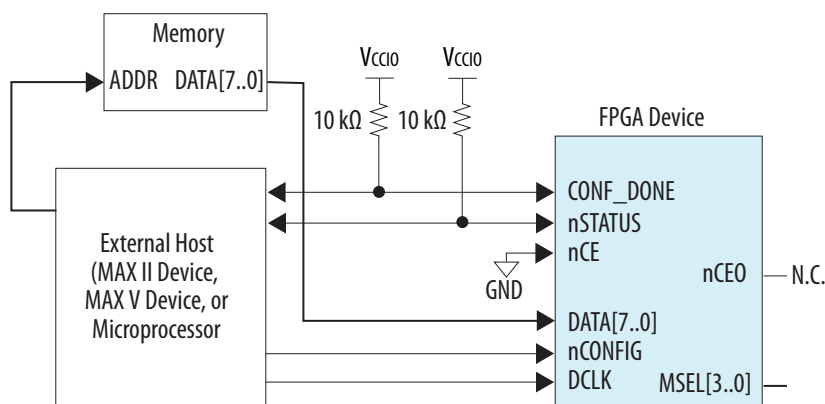 Memory
ADDR DATA[7..0]
VCCIO VCCIO
10 kΩ 10 kΩ
FPGA Device
External Host
(MAX II Device,
MAX V Device, or
Microprocessor
GND
CONF_DONE
nSTATUS
nCE
nCEO
N.C.
DATA[7..0]
nCONFIG
DCLK
MSEL[3..0]